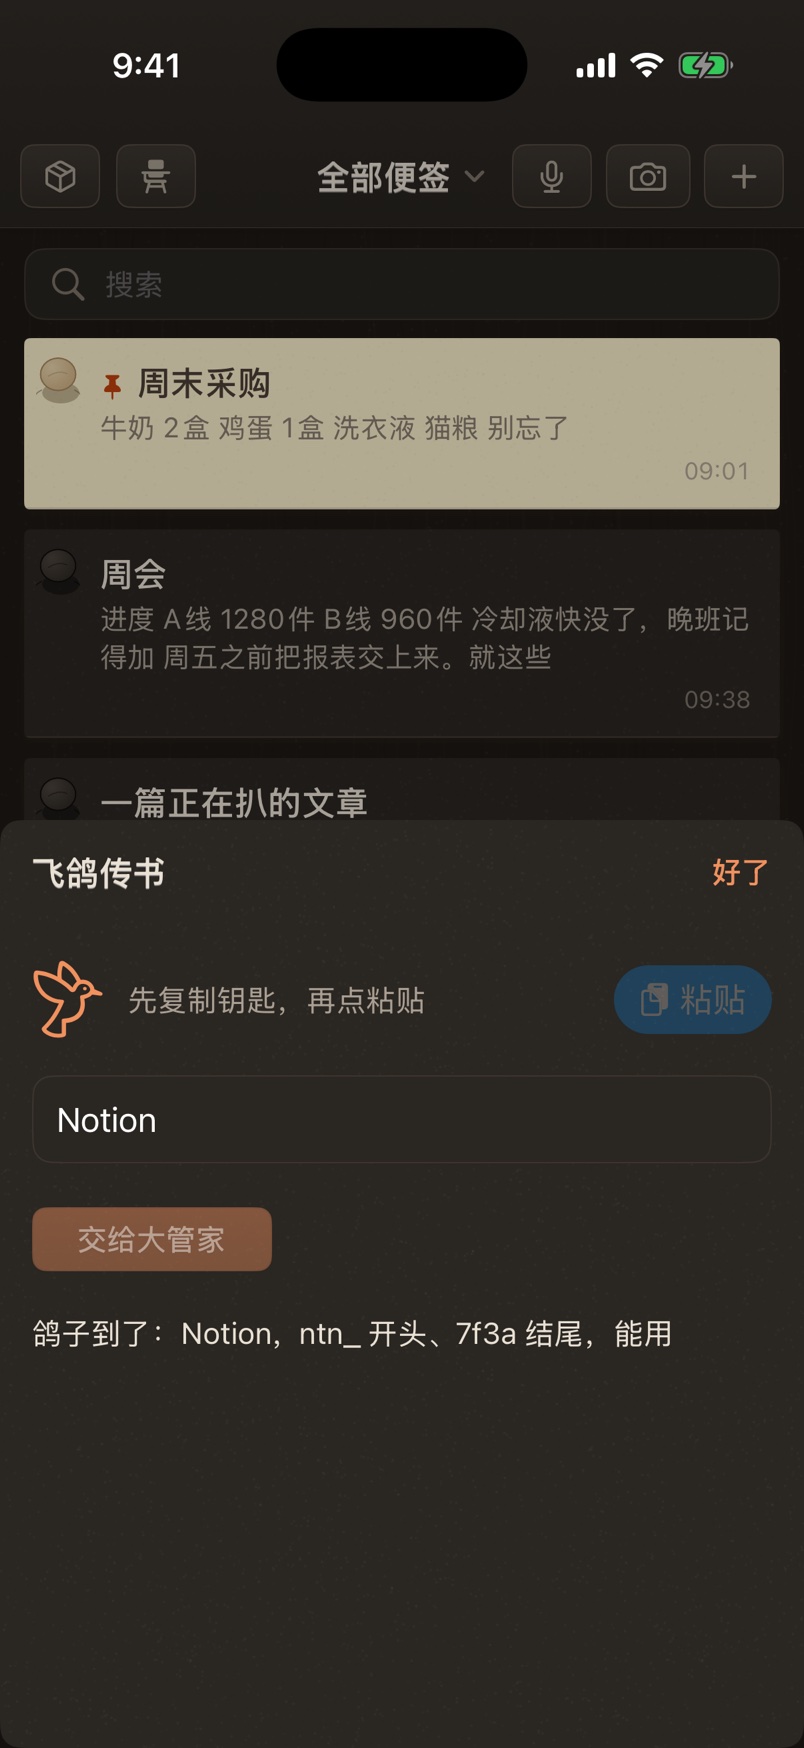 9:41
全部便签
搜索
周末采购
牛奶 2盒 鸡蛋 1盒 洗衣液 猫粮 别忘了
09:01
周会
进度 A线 1280件 B线 960件 冷却液快没了，晚班记
得加 周五之前把报表交上来。就这些
09:38
一篇正在扒的文章
飞鸽传书
好了
先复制钥匙，再点粘贴
粘贴
Notion
交给大管家
鸽子到了：Notion，ntn_ 开头、7f3a 结尾，能用